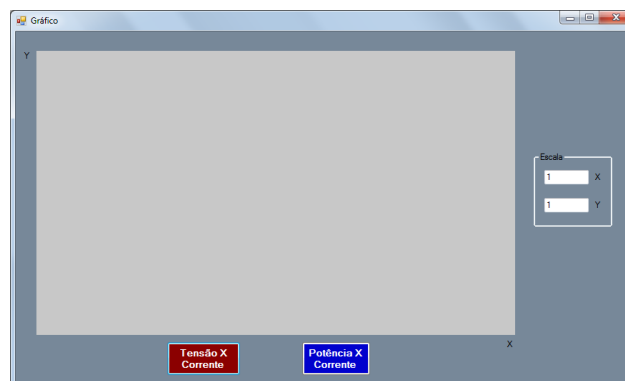 Gráfico
Y
Escala
1 X
1 Y
X
Tensão X
Corrente
Potência X
Corrente